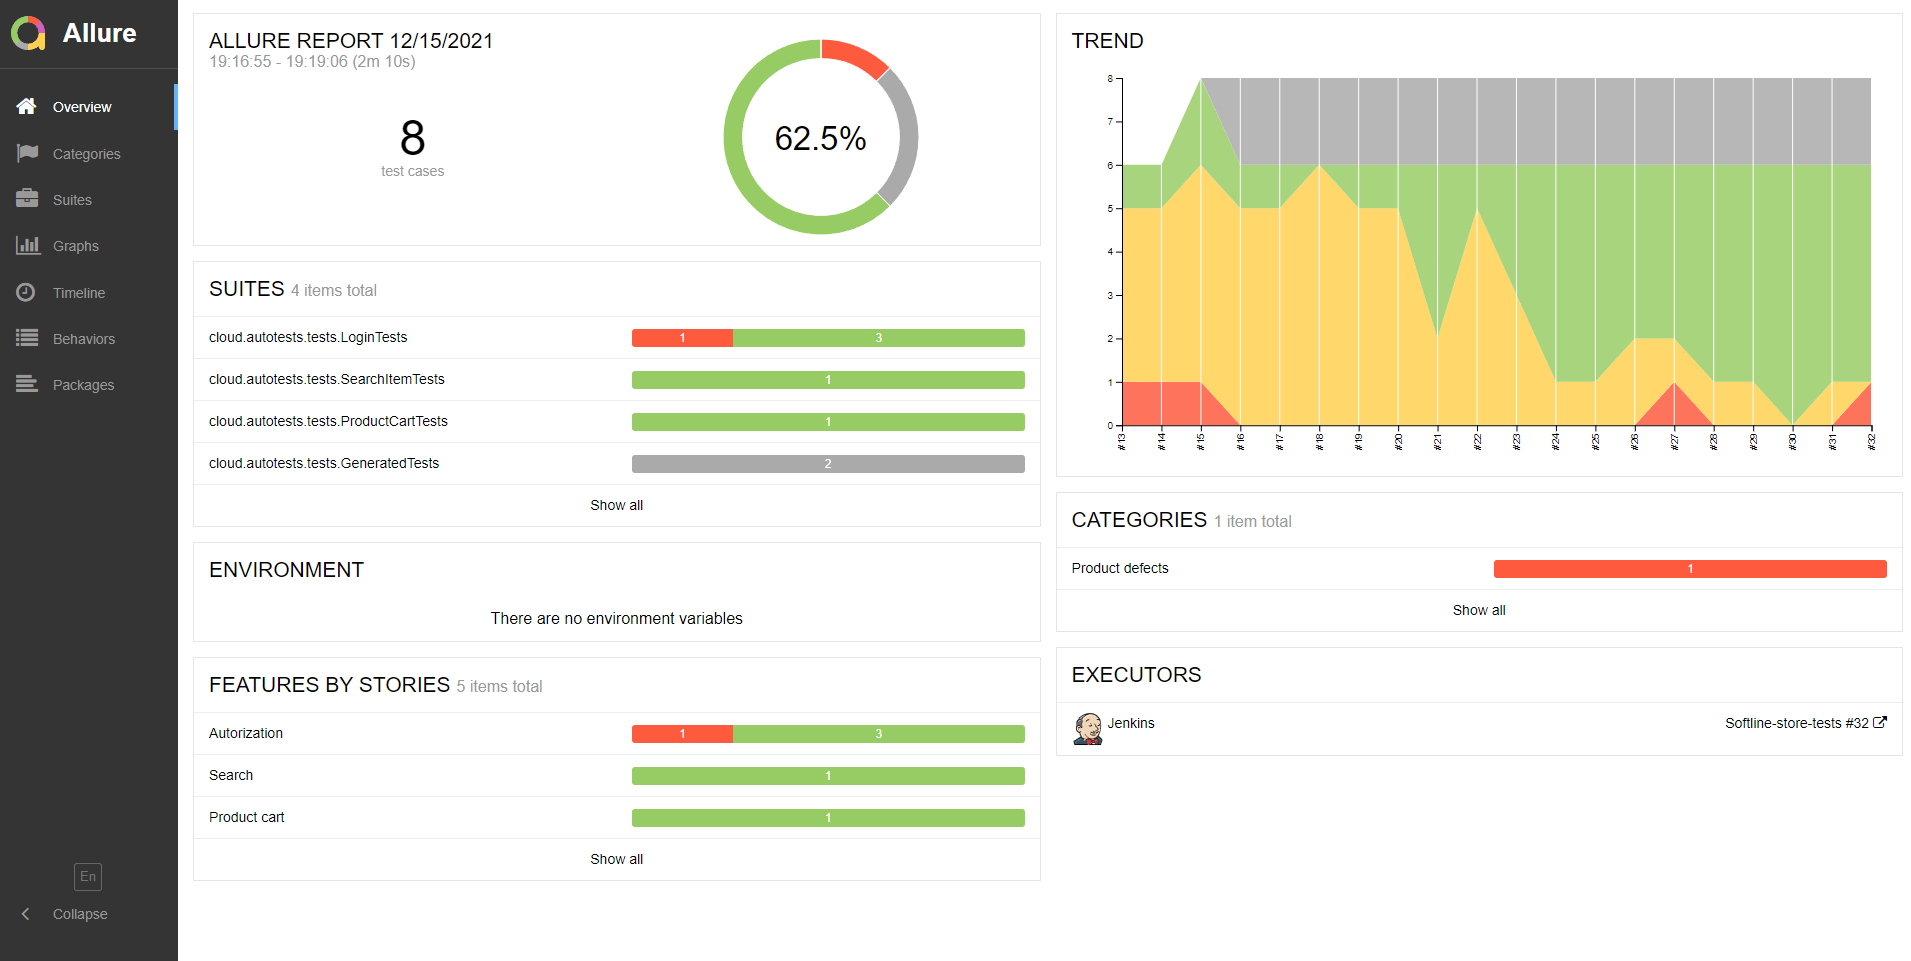 Allure
Overview
Categories
Suites
Graphs
Timeline
Behaviors
Packages
En
Collapse
ALLURE REPORT 12/15/2021
19:16:55 - 19:19:06 (2m 10s)
8
test cases
62.5%
SUITES 4 items total
cloud.autotests.tests.LoginTests 1 3
cloud.autotests.tests.SearchItemTests 1
cloud.autotests.tests.ProductCartTests 1
cloud.autotests.tests.GeneratedTests 2
Show all
ENVIRONMENT
There are no environment variables
FEATURES BY STORIES 5 items total
Autorization 1 3
Search 1
Product cart 1
Show all
TREND
8
7
6
5
4
3
2
1
0
#13 #14 #15 #16 #17 #18 #19 #20 #21 #22 #23 #24 #25 #26 #27 #28 #29 #30 #31 #32
CATEGORIES 1 item total
Product defects 1
Show all
EXECUTORS
Jenkins Softline-store-tests #32